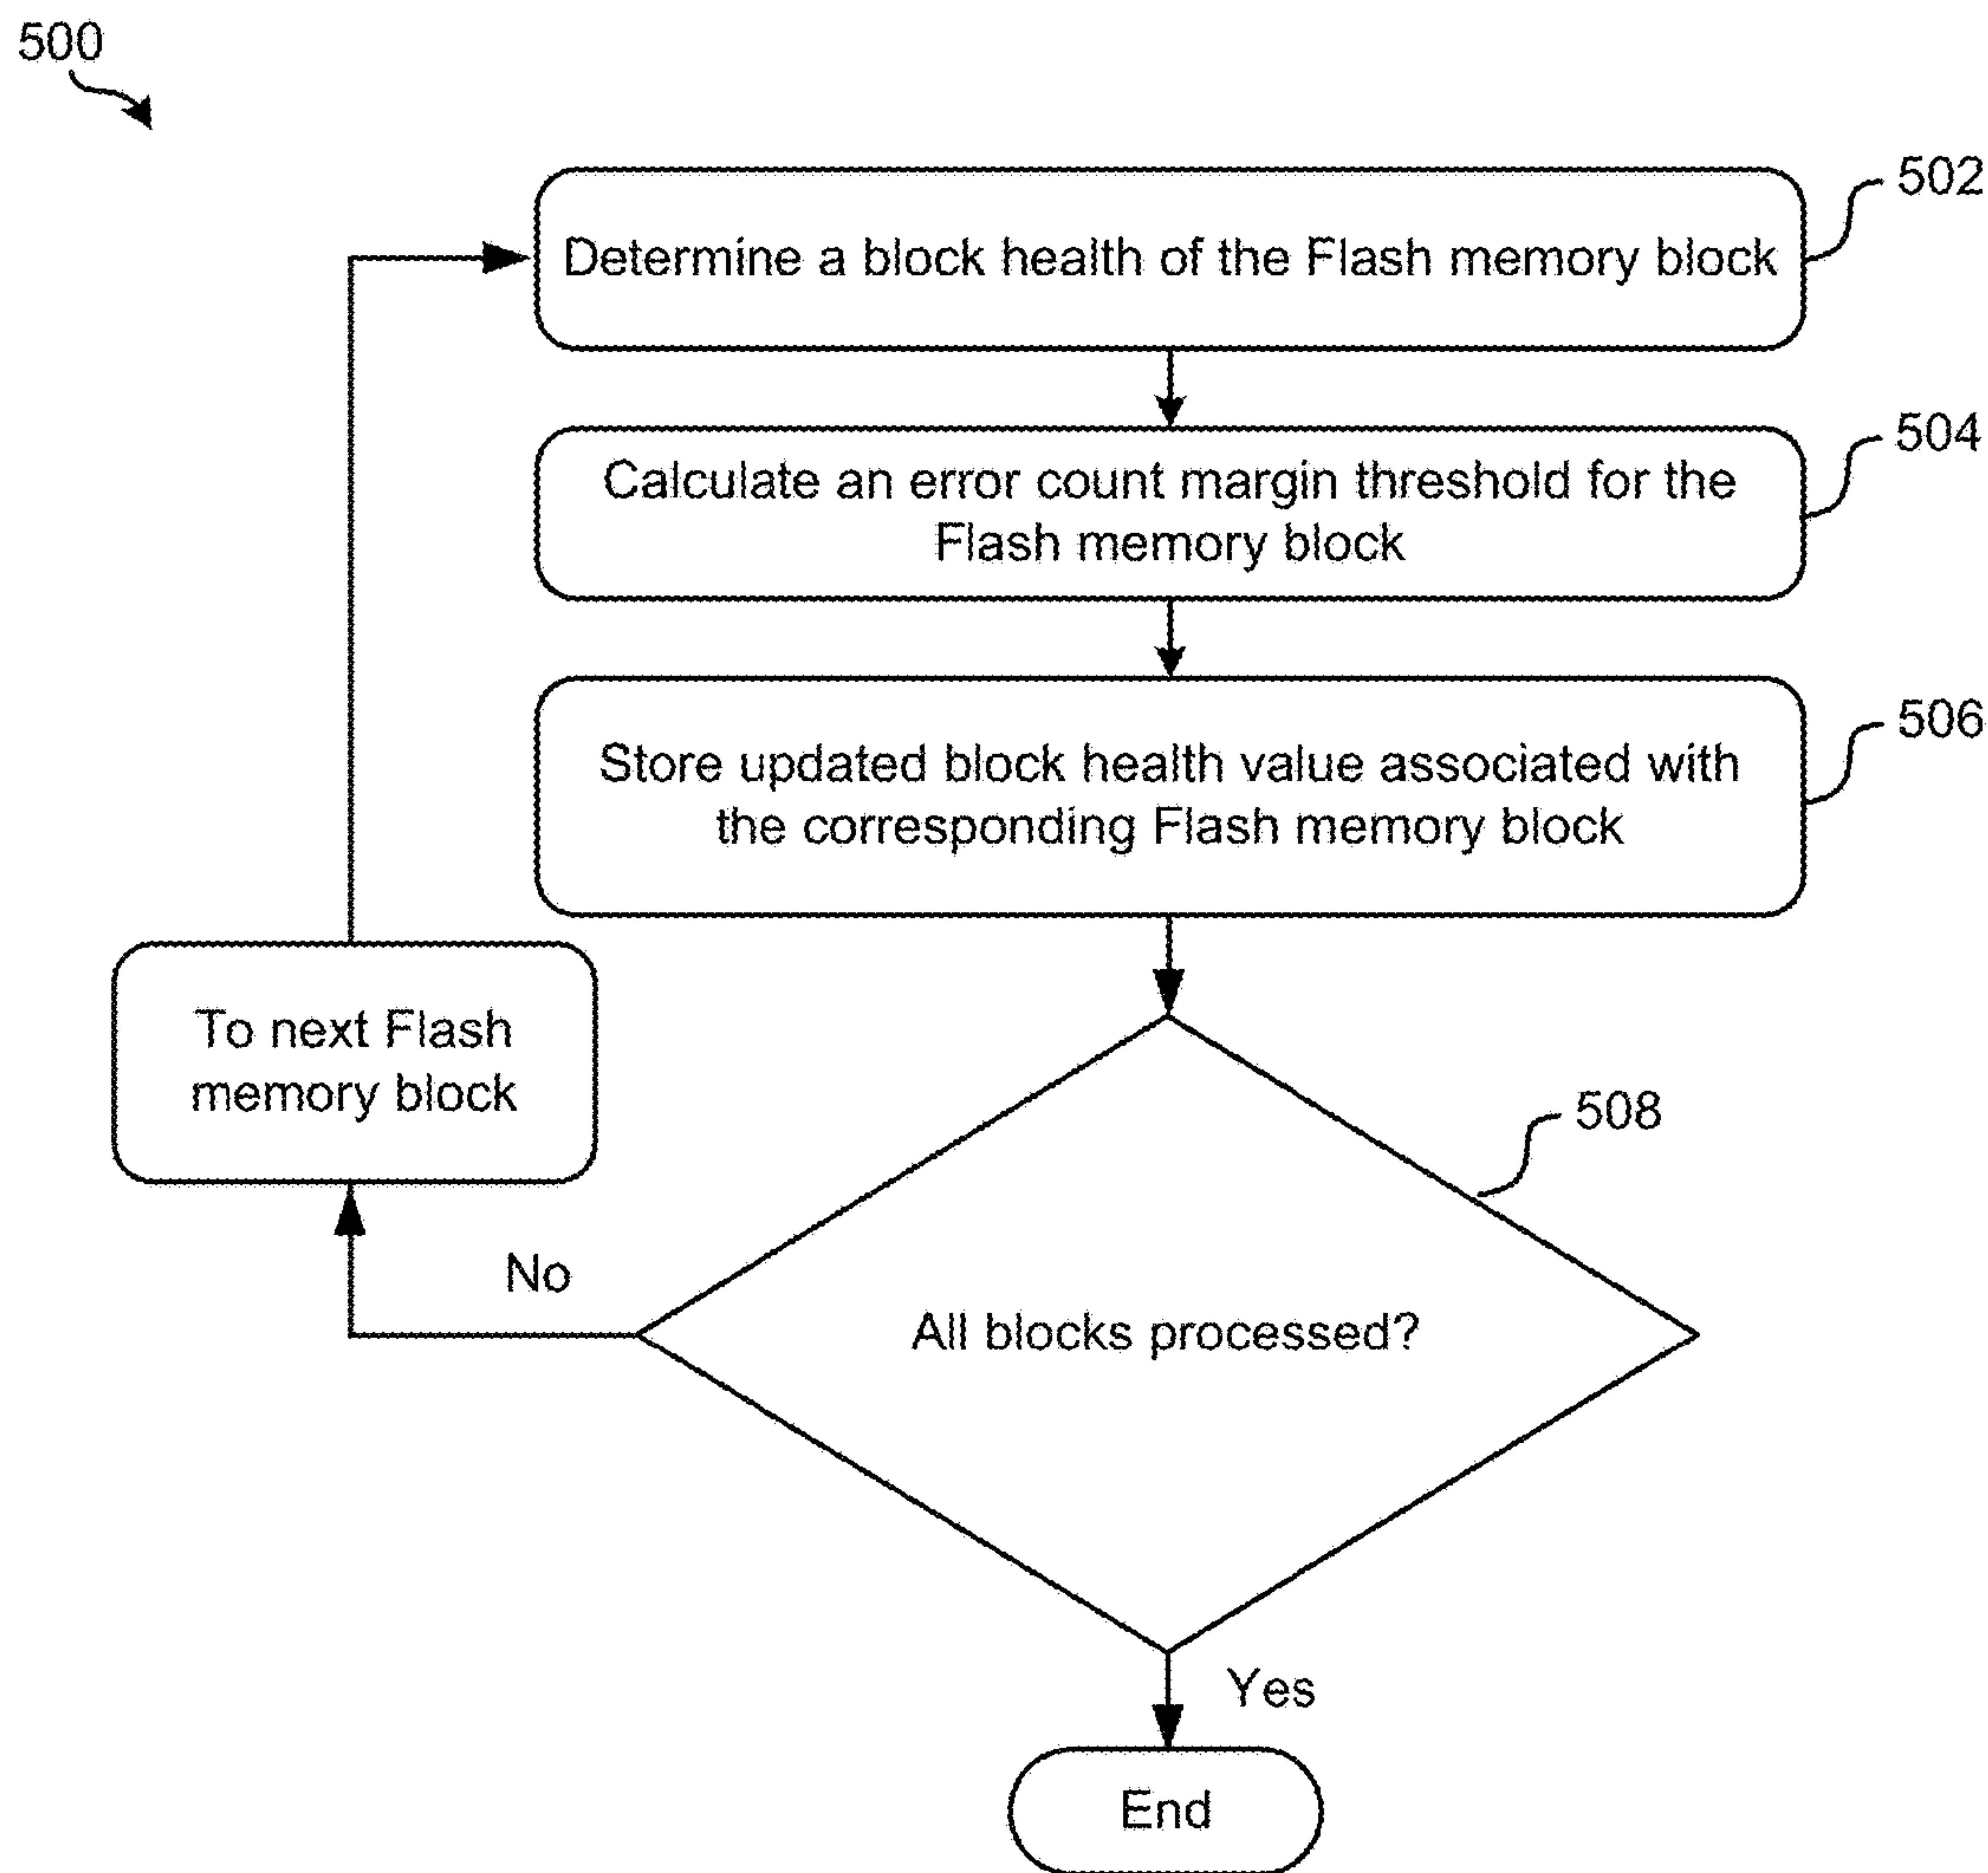 500
Determine a block health of the Flash memory block
502
Calculate an error count margin threshold for the
Flash memory block
504
Store updated block health value associated with
the corresponding Flash memory block
506
To next Flash
memory block
508
No
All blocks processed?
Yes
End